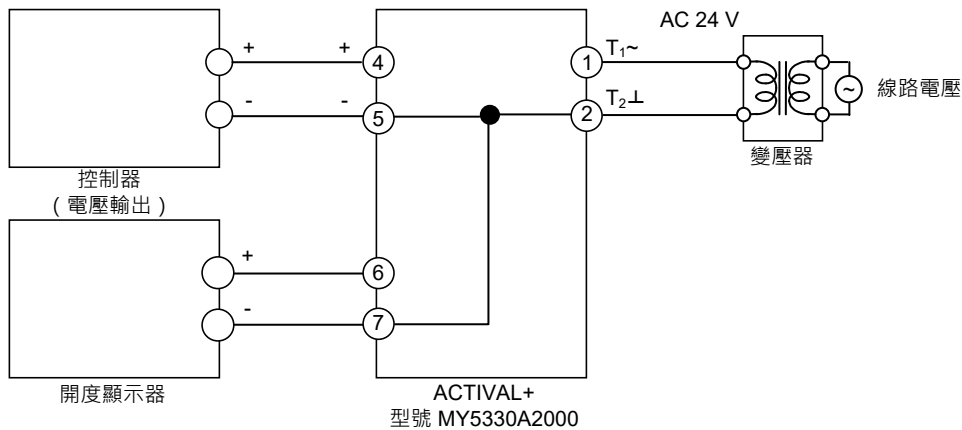 AC 24 V
+ + 4 1 T₁~
- - 5 2 T₂⊥
~ 線路電壓
變壓器
控制器
(電壓輸出)
+ 6
- 7
開度顯示器
ACTIVAL+
型號 MY5330A2000